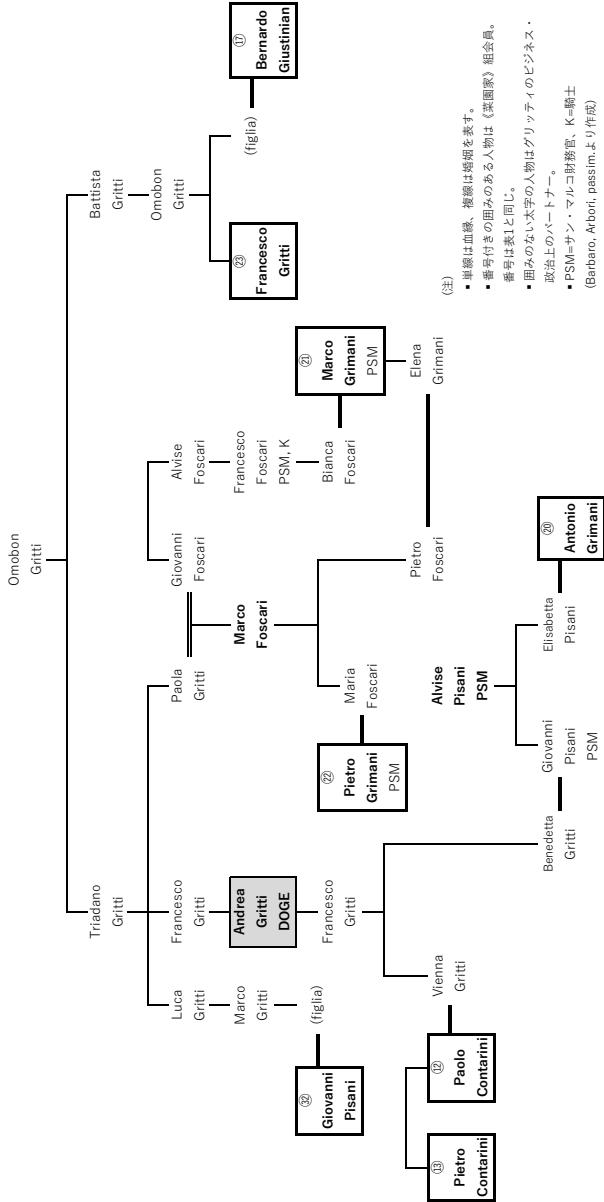 Omobon
Gritti
Triadano
Gritti
Battista
Gritti
Luca
Gritti
Francesco
Gritti
Paola
Gritti
Giovanni
Foscari
Alvise
Foscari
Omobon
Gritti
Marco
Gritti
Andrea
Gritti
DOGE
Marco
Foscari
Francesco
Foscari
PSM, K
㉓
Francesco
Gritti
(figlia)
⑰
Bernardo
Giustinian
(figlia)
㉜
Giovanni
Pisani
Francesco
Gritti
Maria
Foscari
㉒
Pietro
Grimani
PSM
Pietro
Foscari
Bianca
Foscari
㉑
Marco
Grimani
PSM
Elena
Grimani
Vienna
Gritti
⑫
Paolo
Contarini
⑬
Pietro
Contarini
Benedetta
Gritti
Alvise
Pisani
PSM
Giovanni
Pisani
PSM
Elisabetta
Pisani
⑳
Antonio
Grimani
(注)
▪ 単線は血縁、複線は婚姻を表す。
▪ 番号付きの囲みのある人物は《菜園家》組会員。
番号は表1と同じ。
▪ 囲みのない太字の人物はグリッティのビジネス・
政治上のパートナー。
▪ PSM=サン・マルコ財務官、K=騎士
(Barbaro, Arbori, passim.より作成)